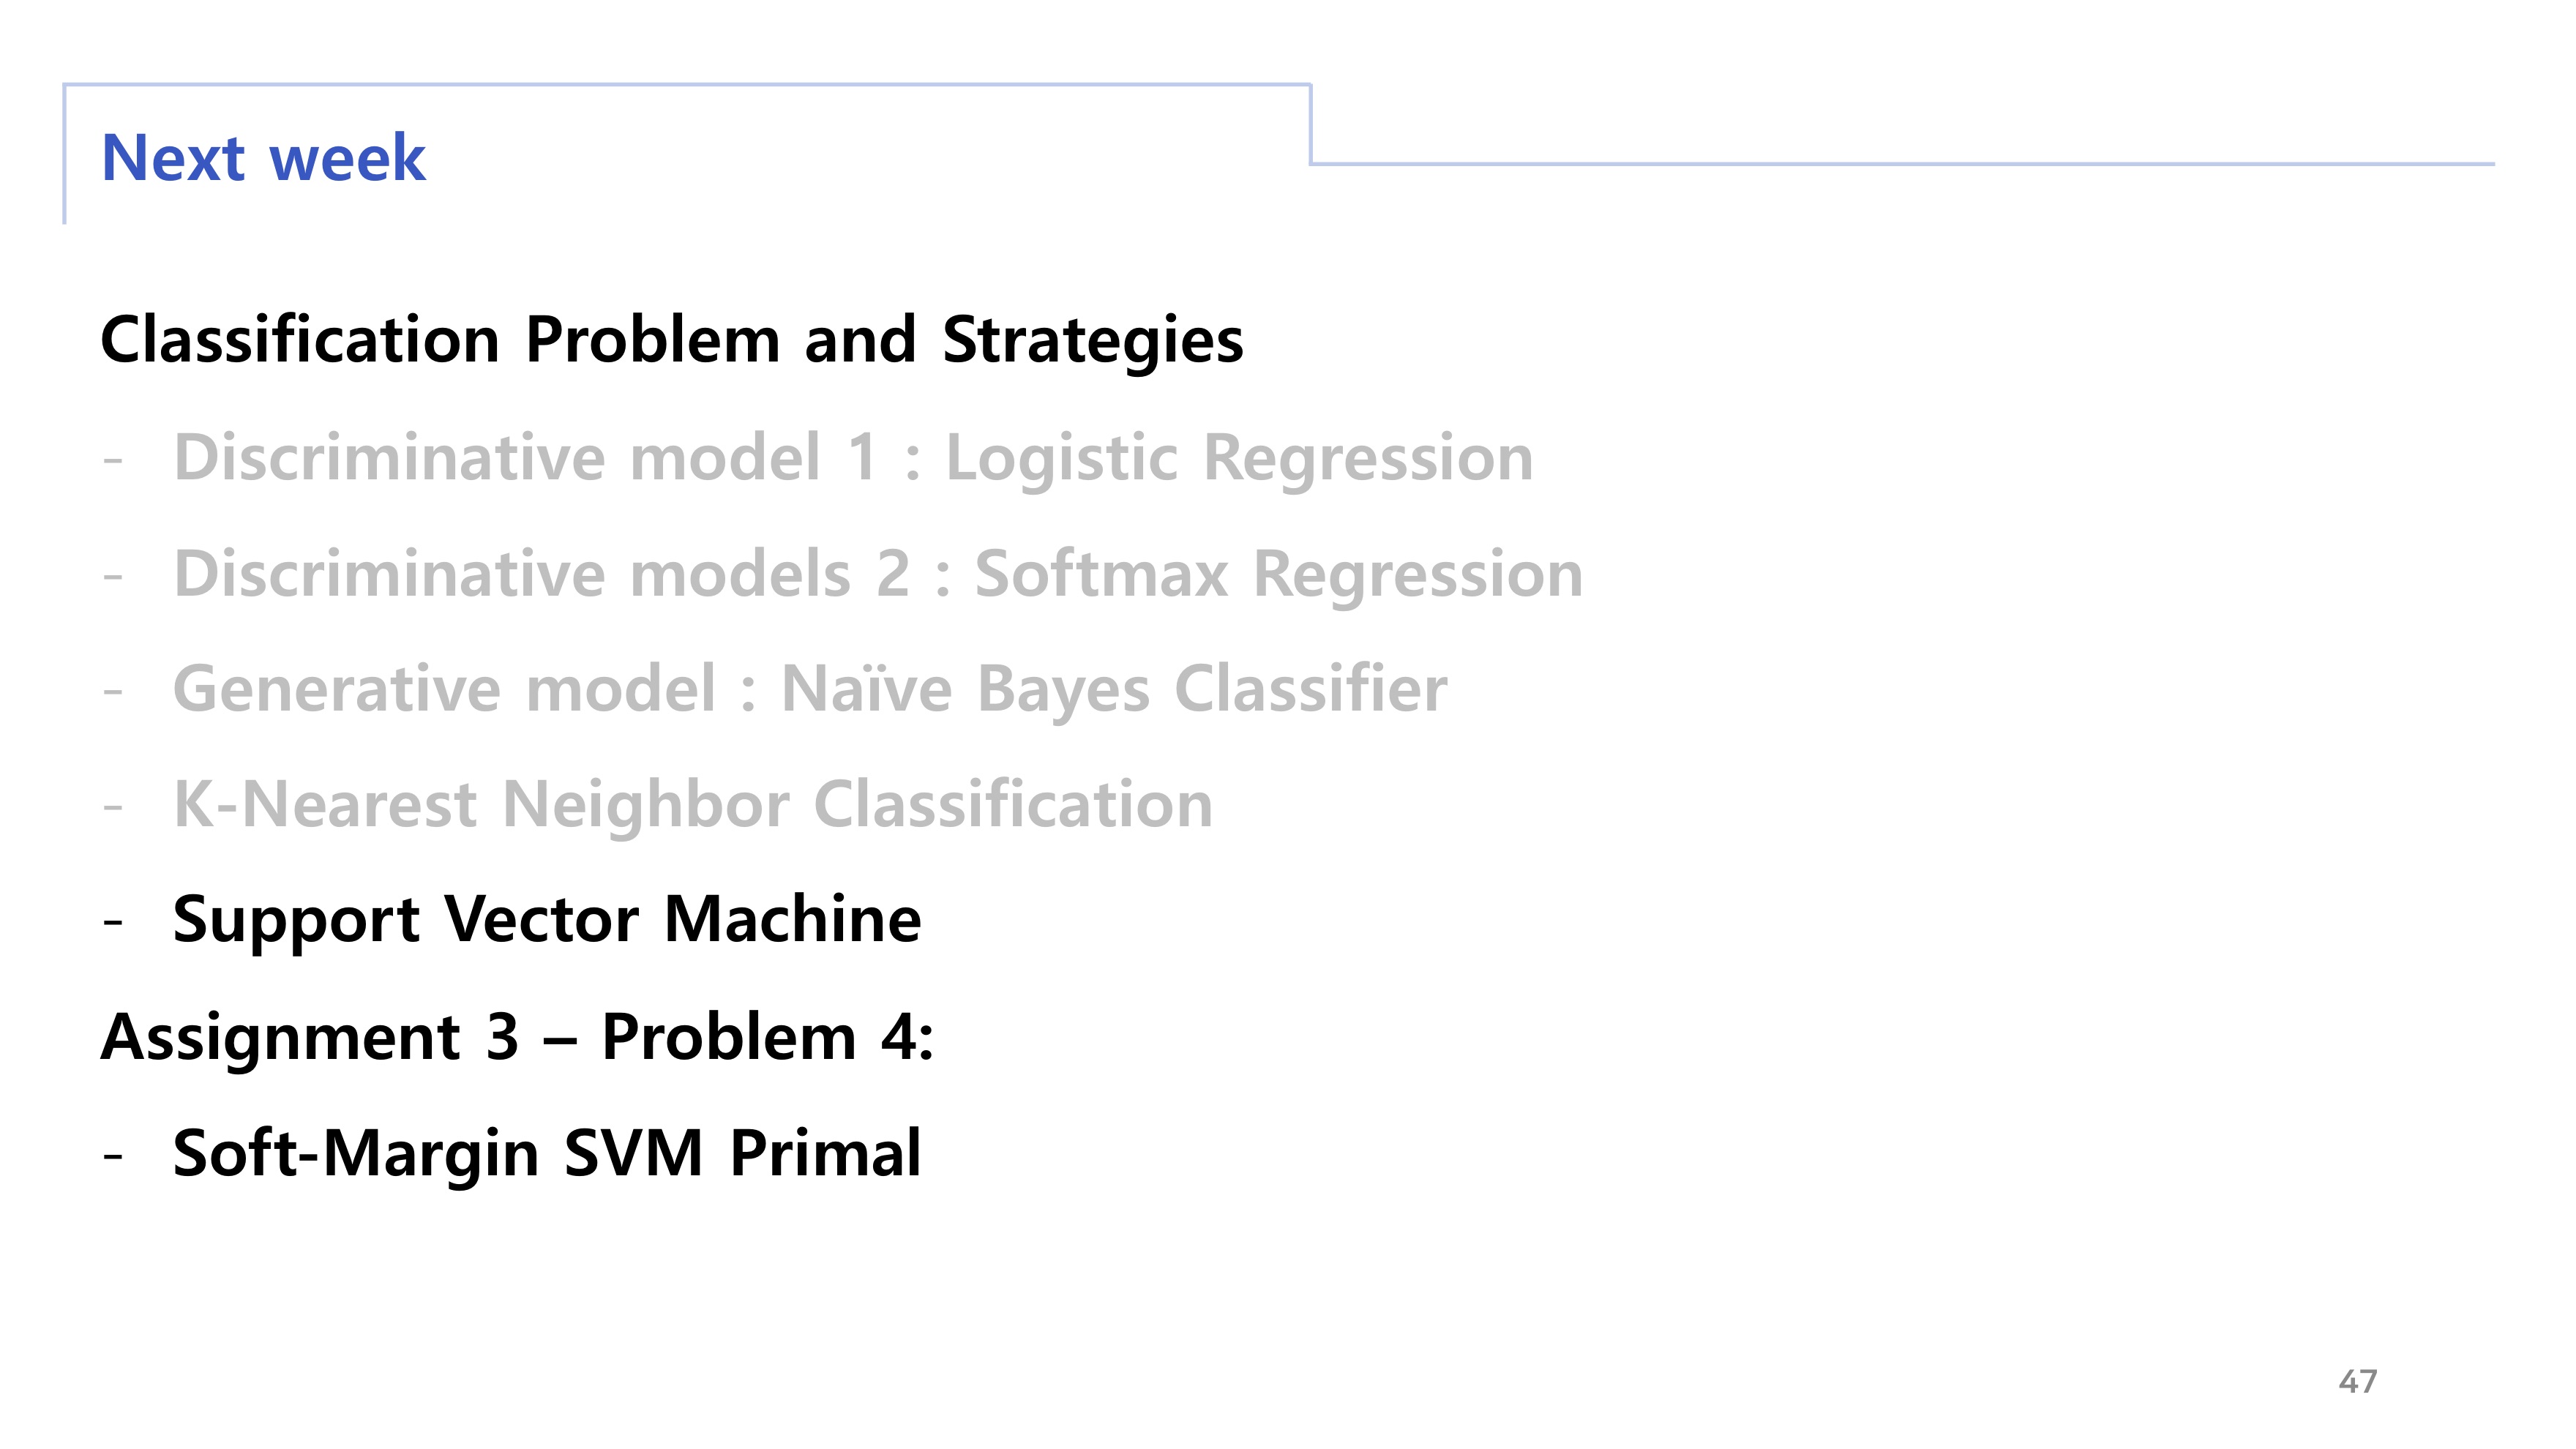 Next week
Classification Problem and Strategies
- Discriminative model 1 : Logistic Regression
- Discriminative models 2 : Softmax Regression
- Generative model : Naïve Bayes Classifier
- K-Nearest Neighbor Classification
- Support Vector Machine
Assignment 3 – Problem 4:
- Soft-Margin SVM Primal
47